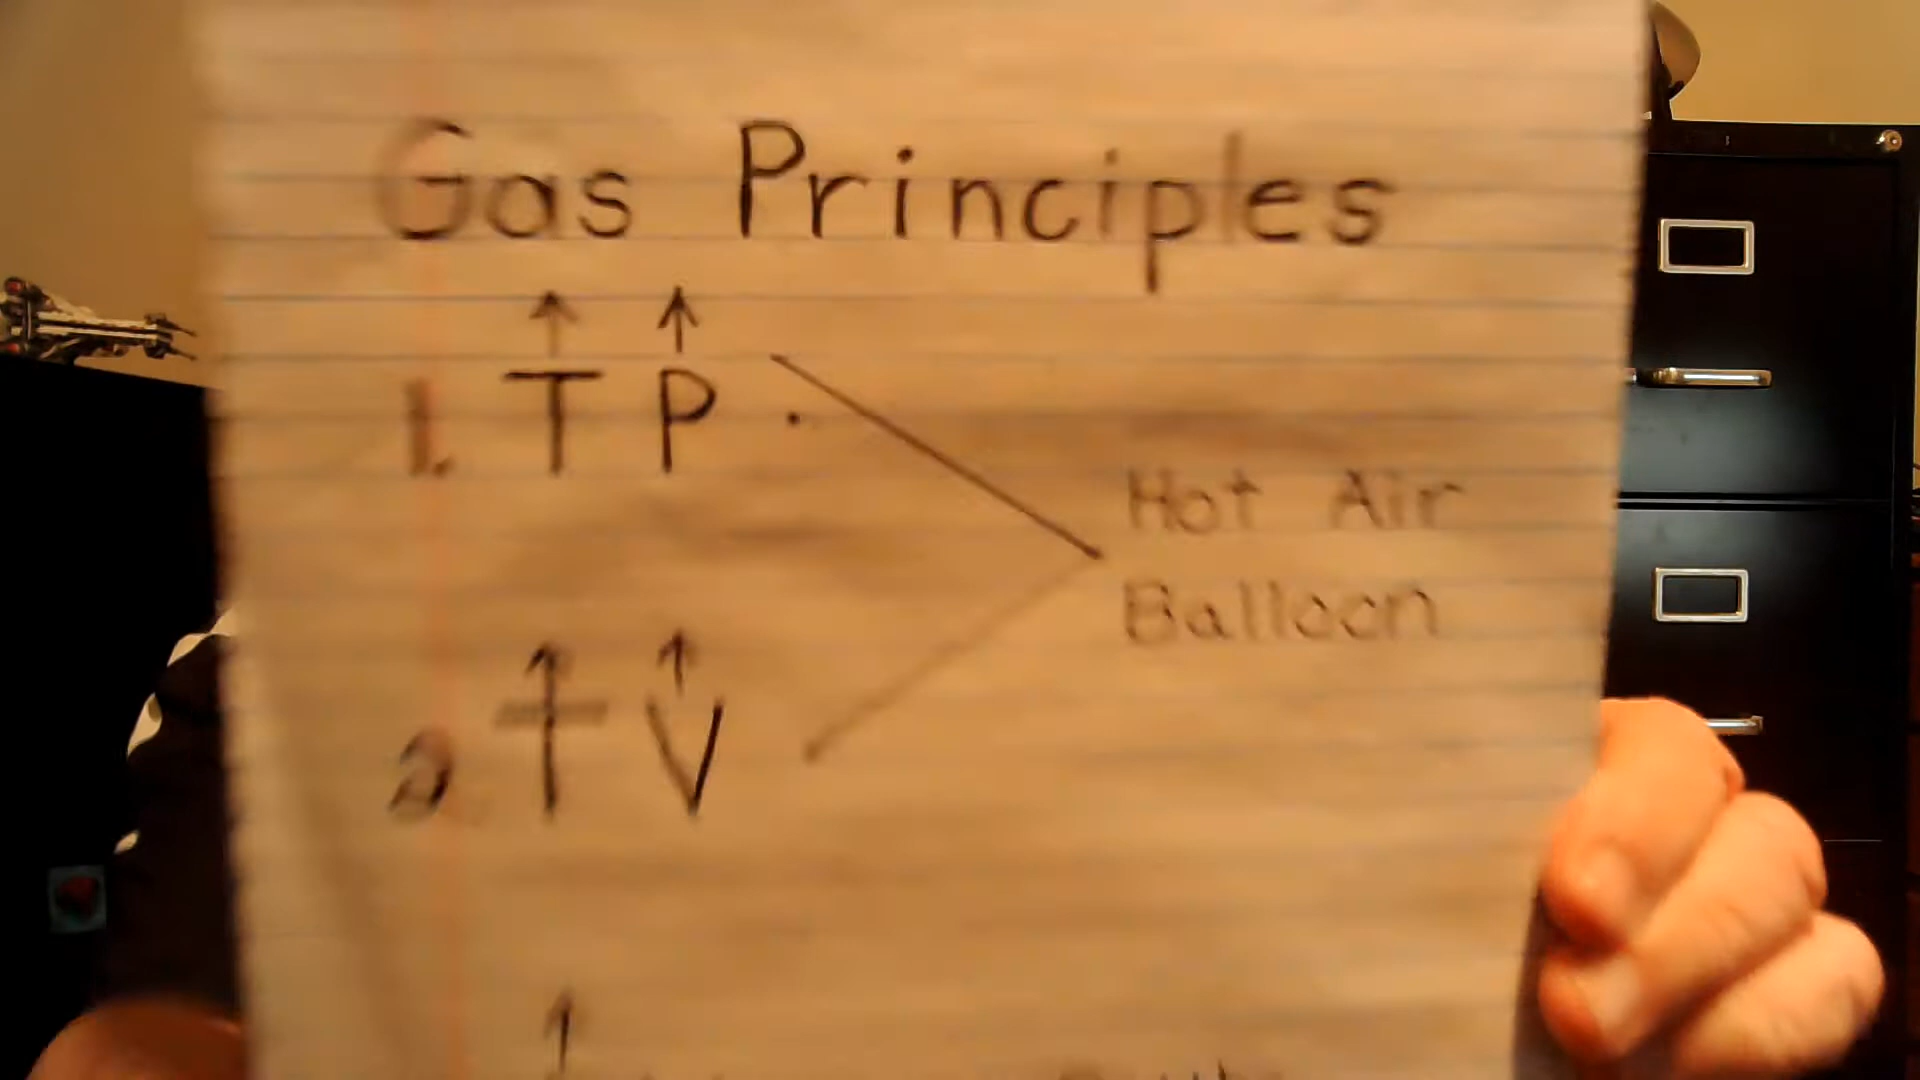 Gas Principles
↑ ↑
1. T P .
Hot Air
Balloon
↑ ↑
2. T V
↑